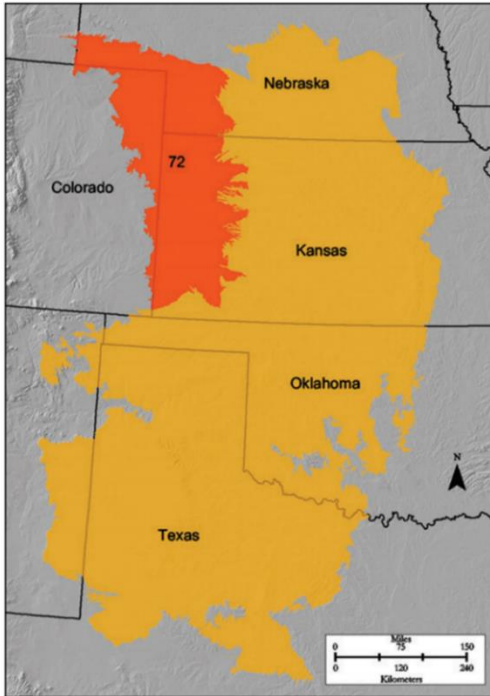 Nebraska
72
Colorado
Kansas
Oklahoma
N
Texas
Miles
0 75 150
0 120 240
Kilometers